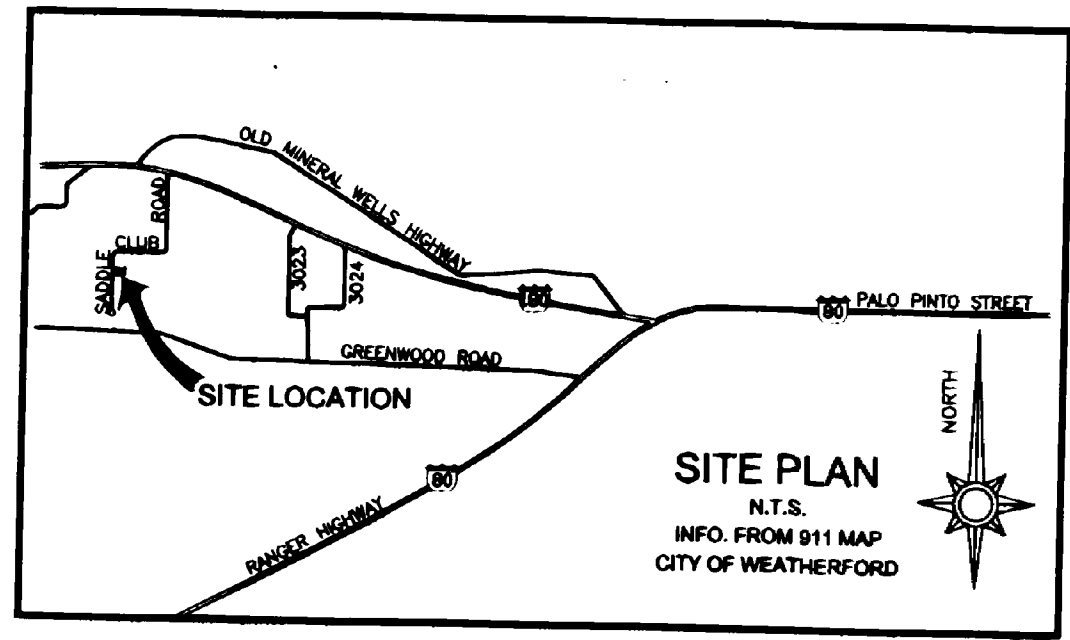 OLD MINERAL WELLS HIGHWAY
ROAD
CLUB
SADDLE
3023
3024
180
80
PALO PINTO STREET
GREENWOOD ROAD
SITE LOCATION
NORTH
80
RANGER HIGHWAY
SITE PLAN
N.T.S.
INFO. FROM 911 MAP
CITY OF WEATHERFORD